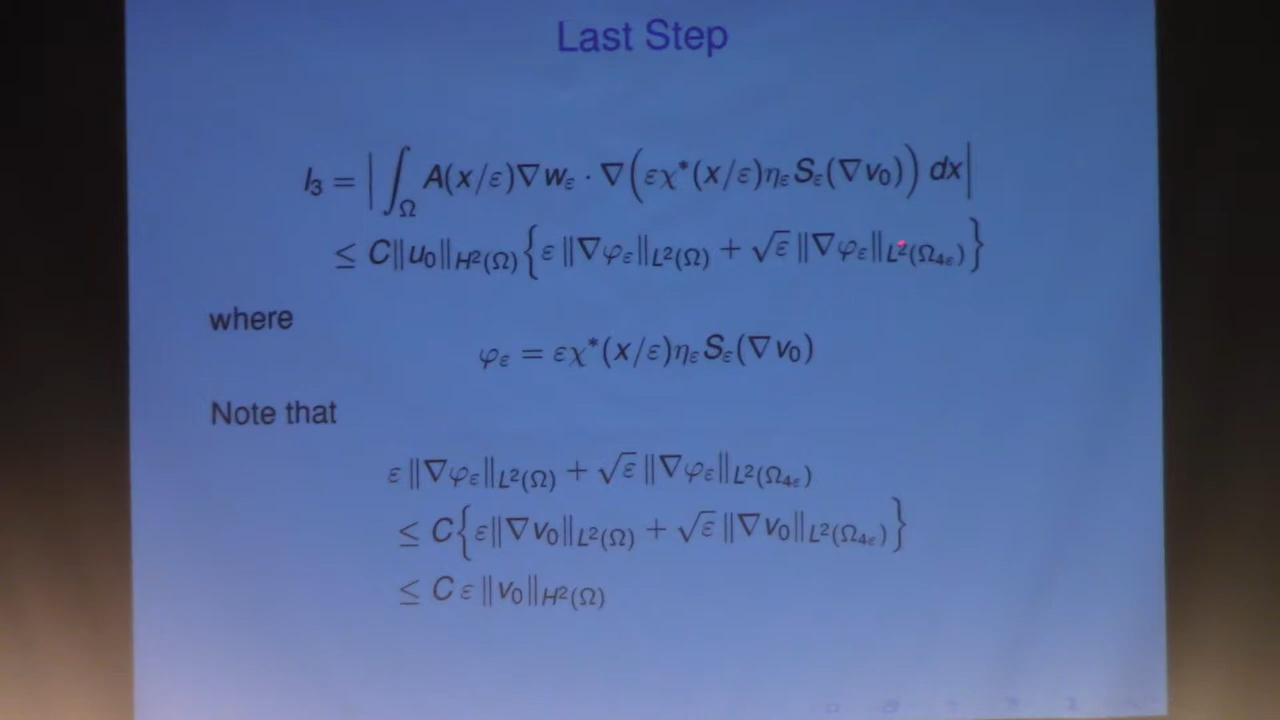 Last Step
I₃ = | ∫_Ω A(x/ε)∇w_ε · ∇(εχ*(x/ε)η_ε S_ε(∇v₀)) dx |
≤ C‖u₀‖_{H²(Ω)} { ε ‖∇φ_ε‖_{L²(Ω)} + √ε ‖∇φ_ε‖_{L²(Ω_{4ε})} }
where
φ_ε = εχ*(x/ε)η_ε S_ε(∇v₀)
Note that
ε ‖∇φ_ε‖_{L²(Ω)} + √ε ‖∇φ_ε‖_{L²(Ω_{4ε})}
≤ C{ ε‖∇v₀‖_{L²(Ω)} + √ε ‖∇v₀‖_{L²(Ω_{4ε})} }
≤ C ε ‖v₀‖_{H²(Ω)}